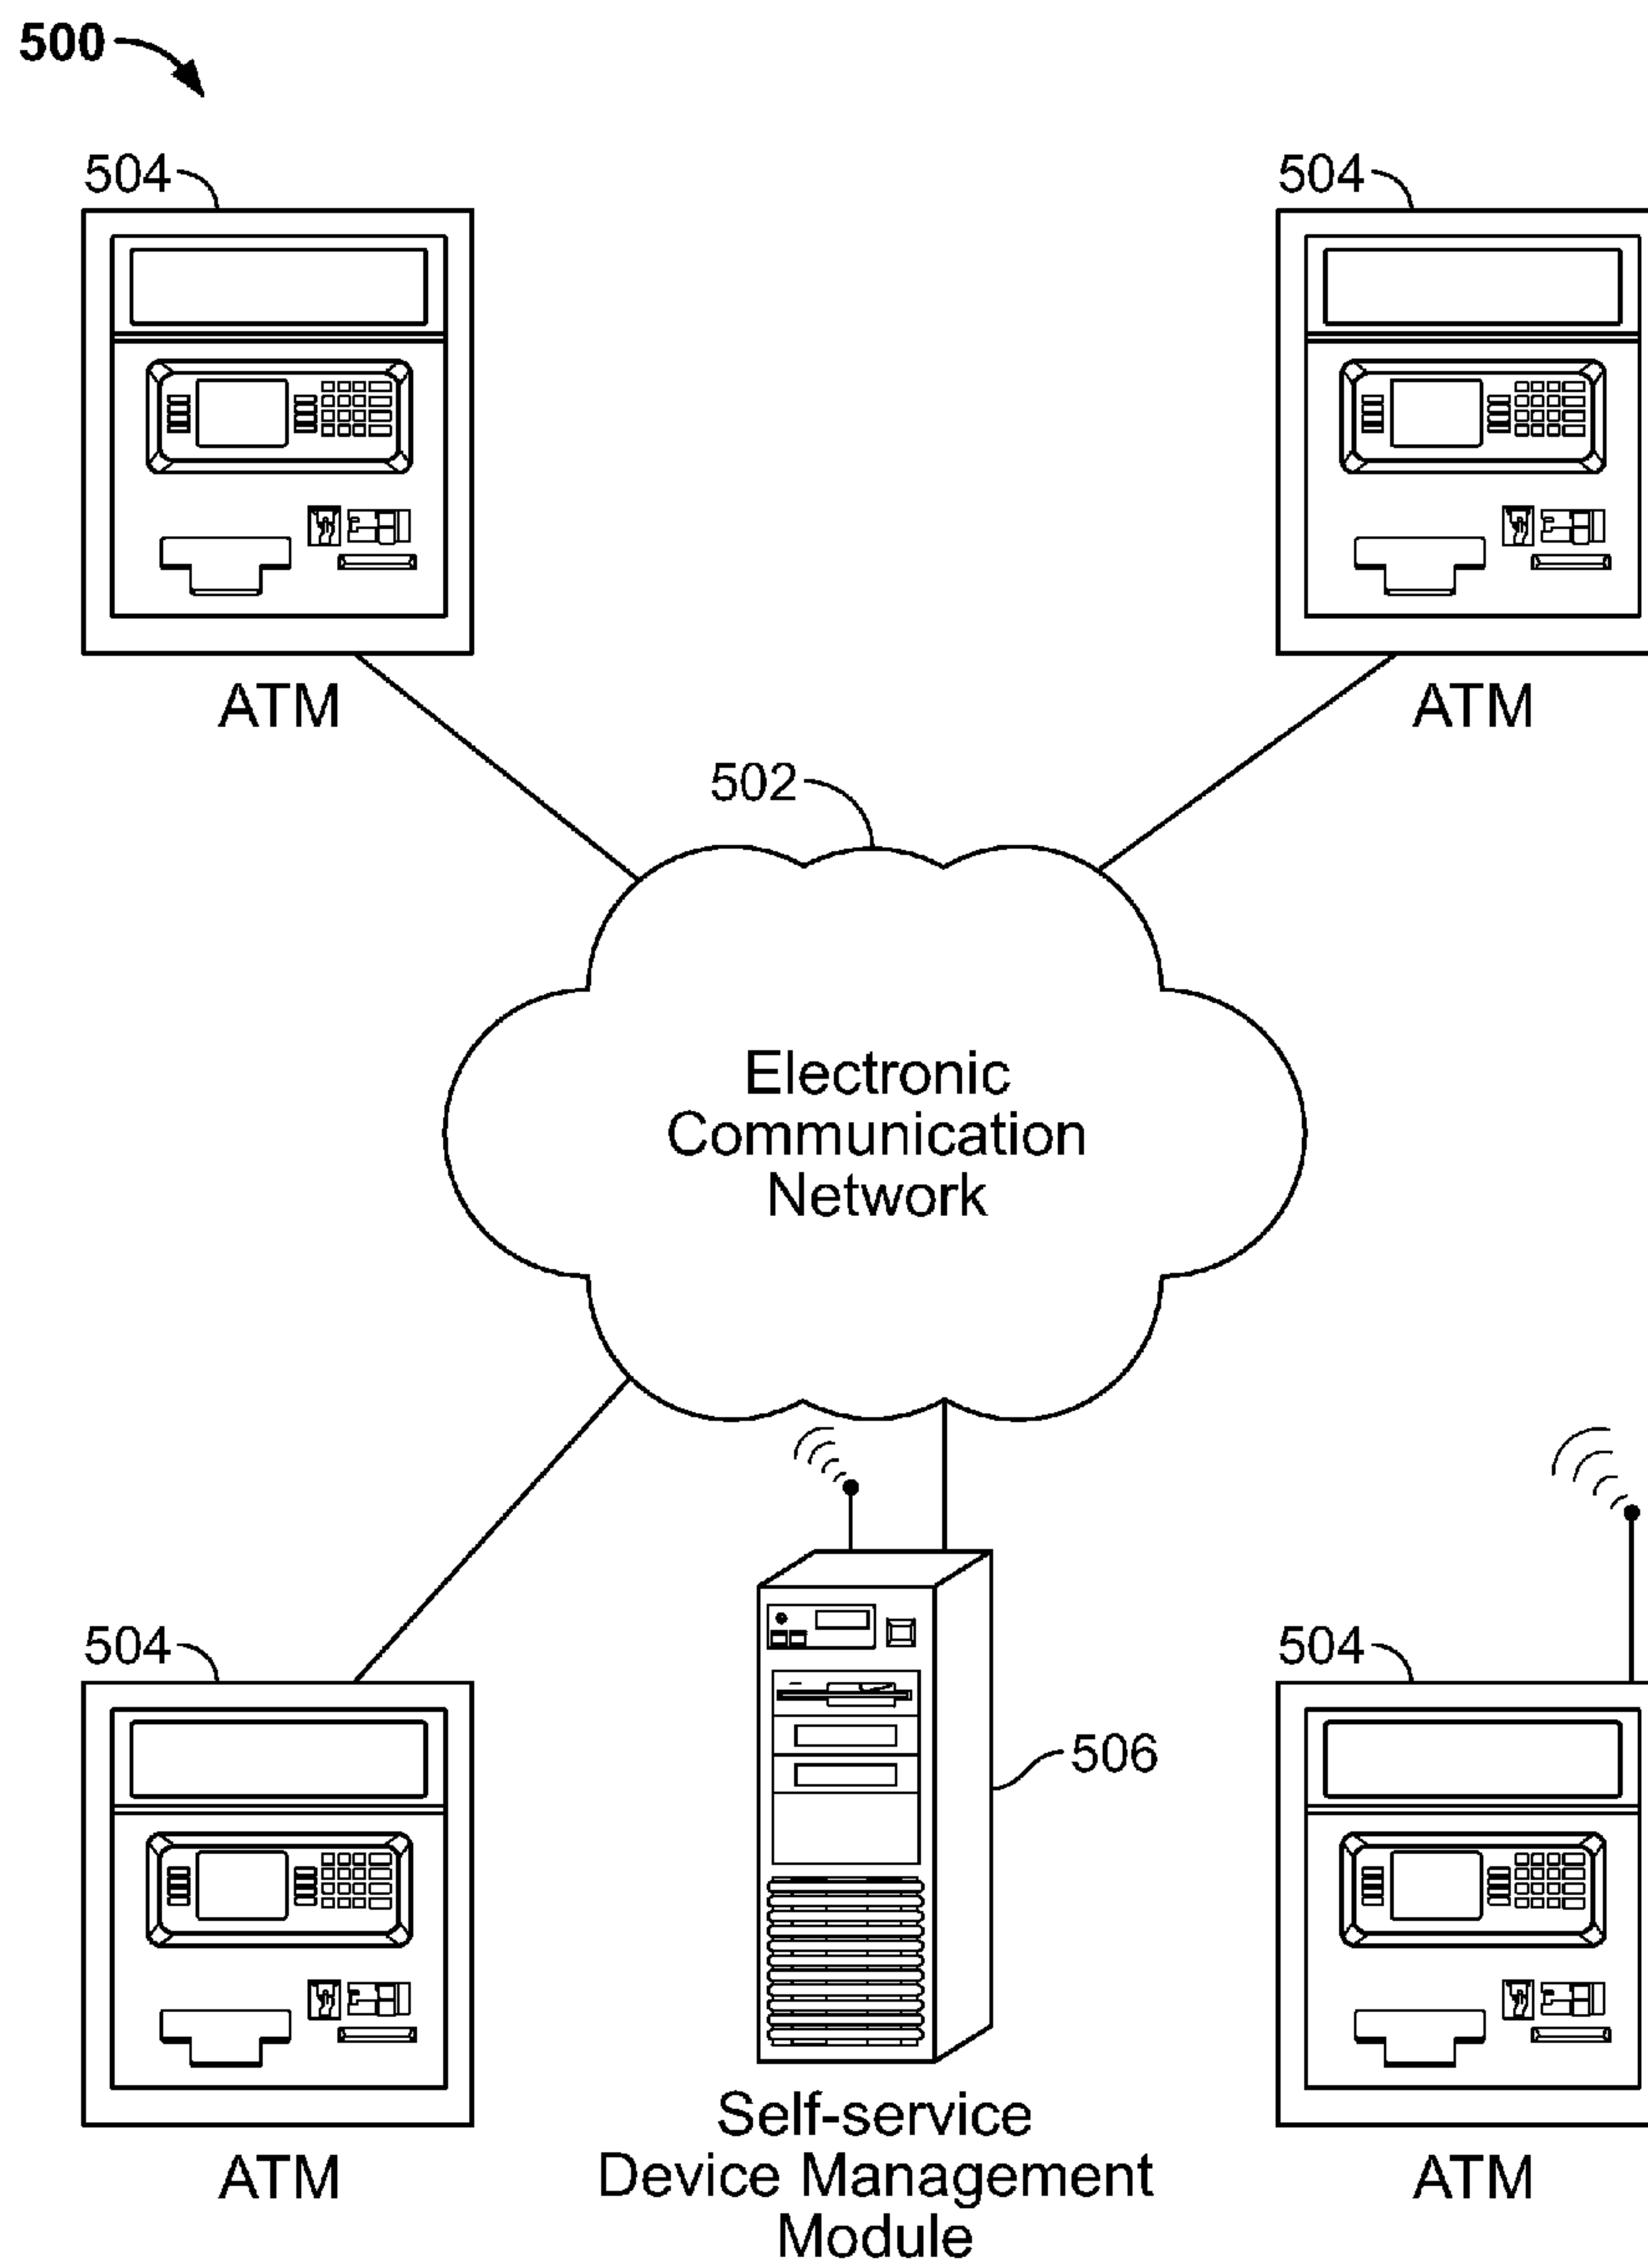 500
504
504
ATM
ATM
502
Electronic
Communication
Network
504
504
506
ATM
Self-service
Device Management
Module
ATM